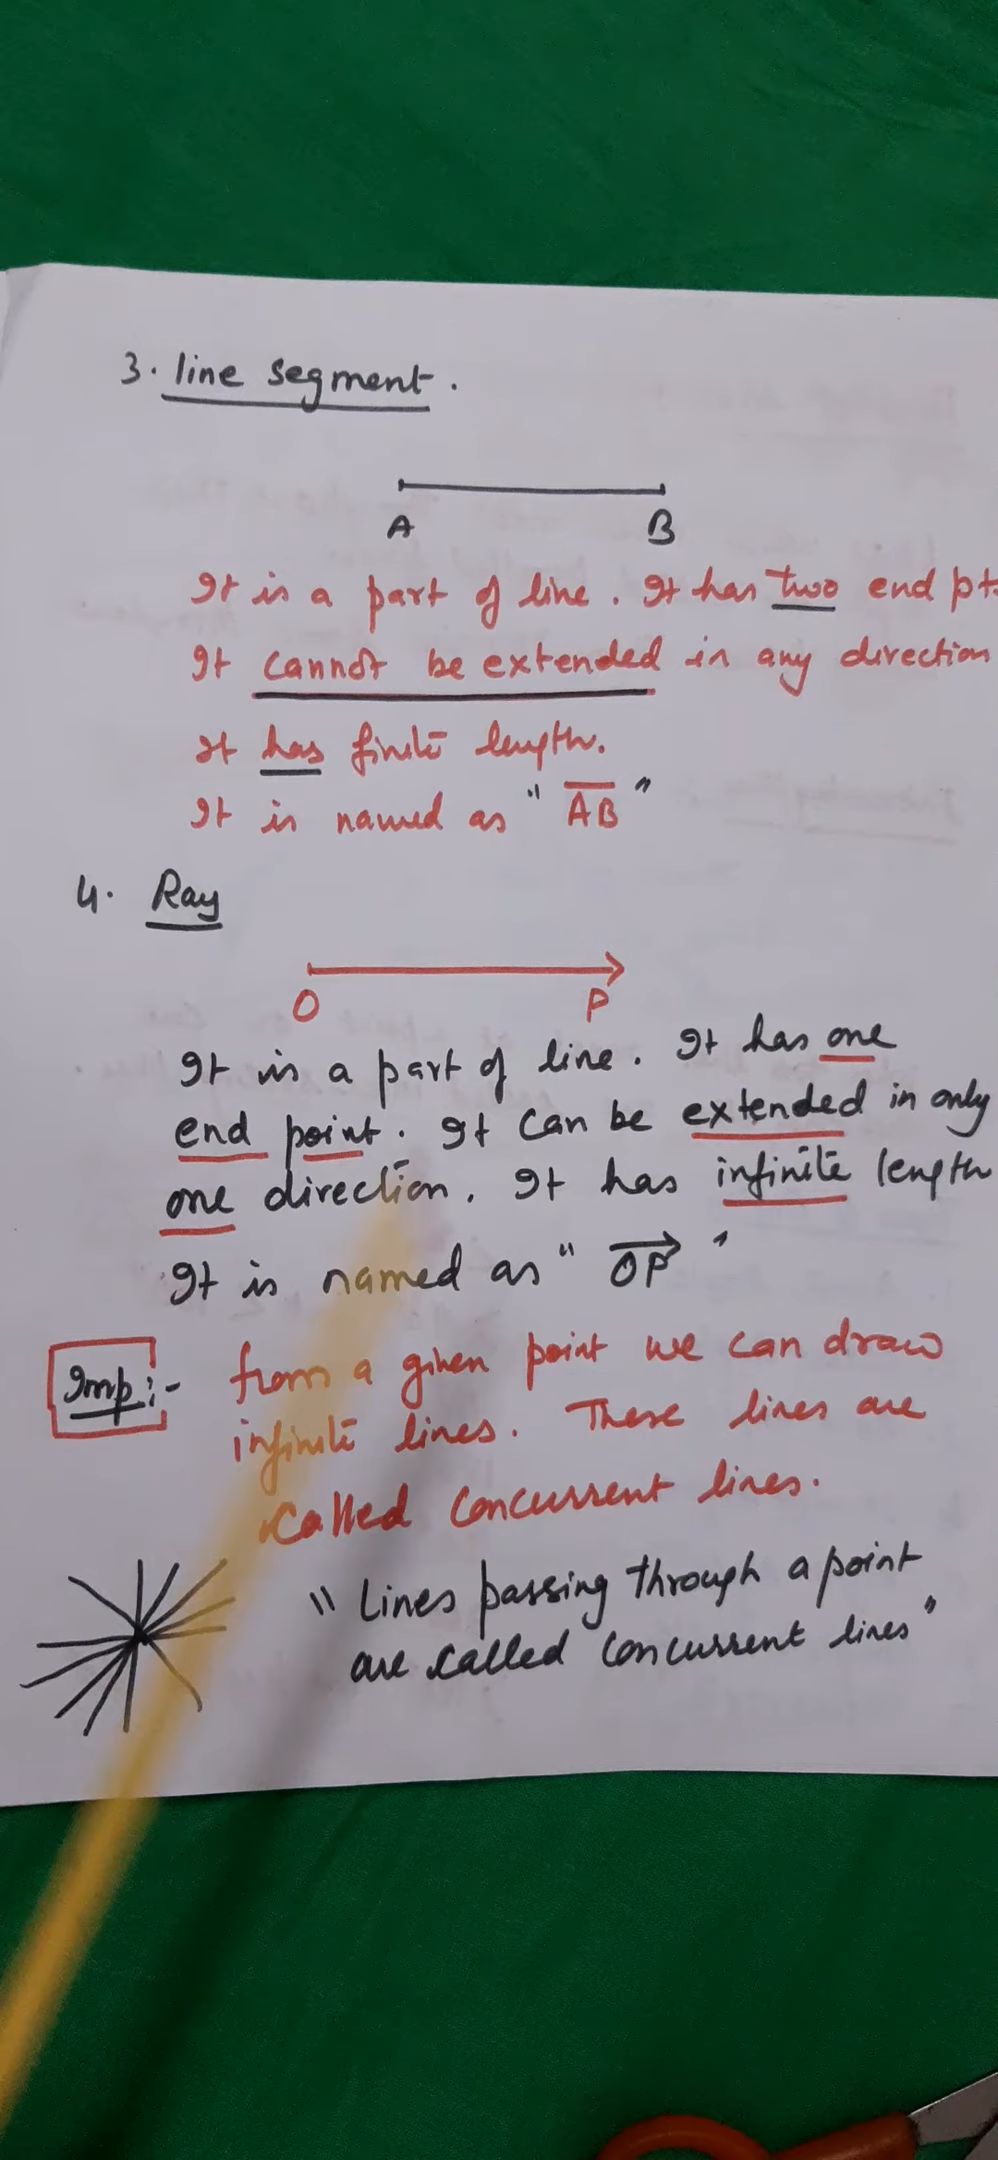 3. line segment.
A B
It is a part of line. It has two end pt.
It cannot be extended in any direction
It has finite length.
It is named as " AB "
4. Ray
O P
It is a part of line. It has one
end point. It can be extended in only
one direction. It has infinite length
It is named as " OP "
Imp:- from a given point we can draw
infinite lines. These lines are
called concurrent lines.
" Lines passing through a point
are called concurrent lines"